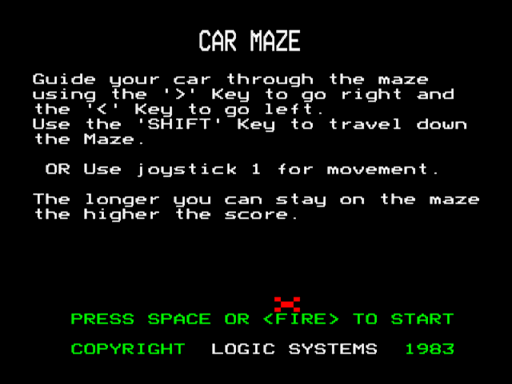 CAR MAZE
Guide your car through the maze
using the '>' Key to go right and
the '<' Key to go left.
Use the 'SHIFT' Key to travel down
the Maze.
OR Use joystick 1 for movement.
The longer you can stay on the maze
the higher the score.
PRESS SPACE OR <FIRE> TO START
COPYRIGHT LOGIC SYSTEMS 1983